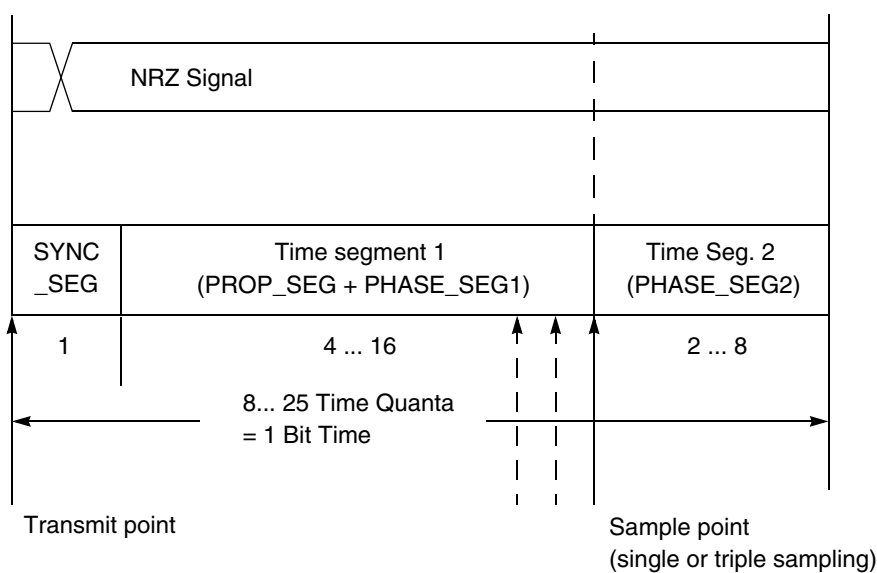 NRZ Signal
SYNC
_SEG
Time segment 1
(PROP_SEG + PHASE_SEG1)
Time Seg. 2
(PHASE_SEG2)
1
4 ... 16
2 ... 8
8... 25 Time Quanta
= 1 Bit Time
Transmit point
Sample point
(single or triple sampling)